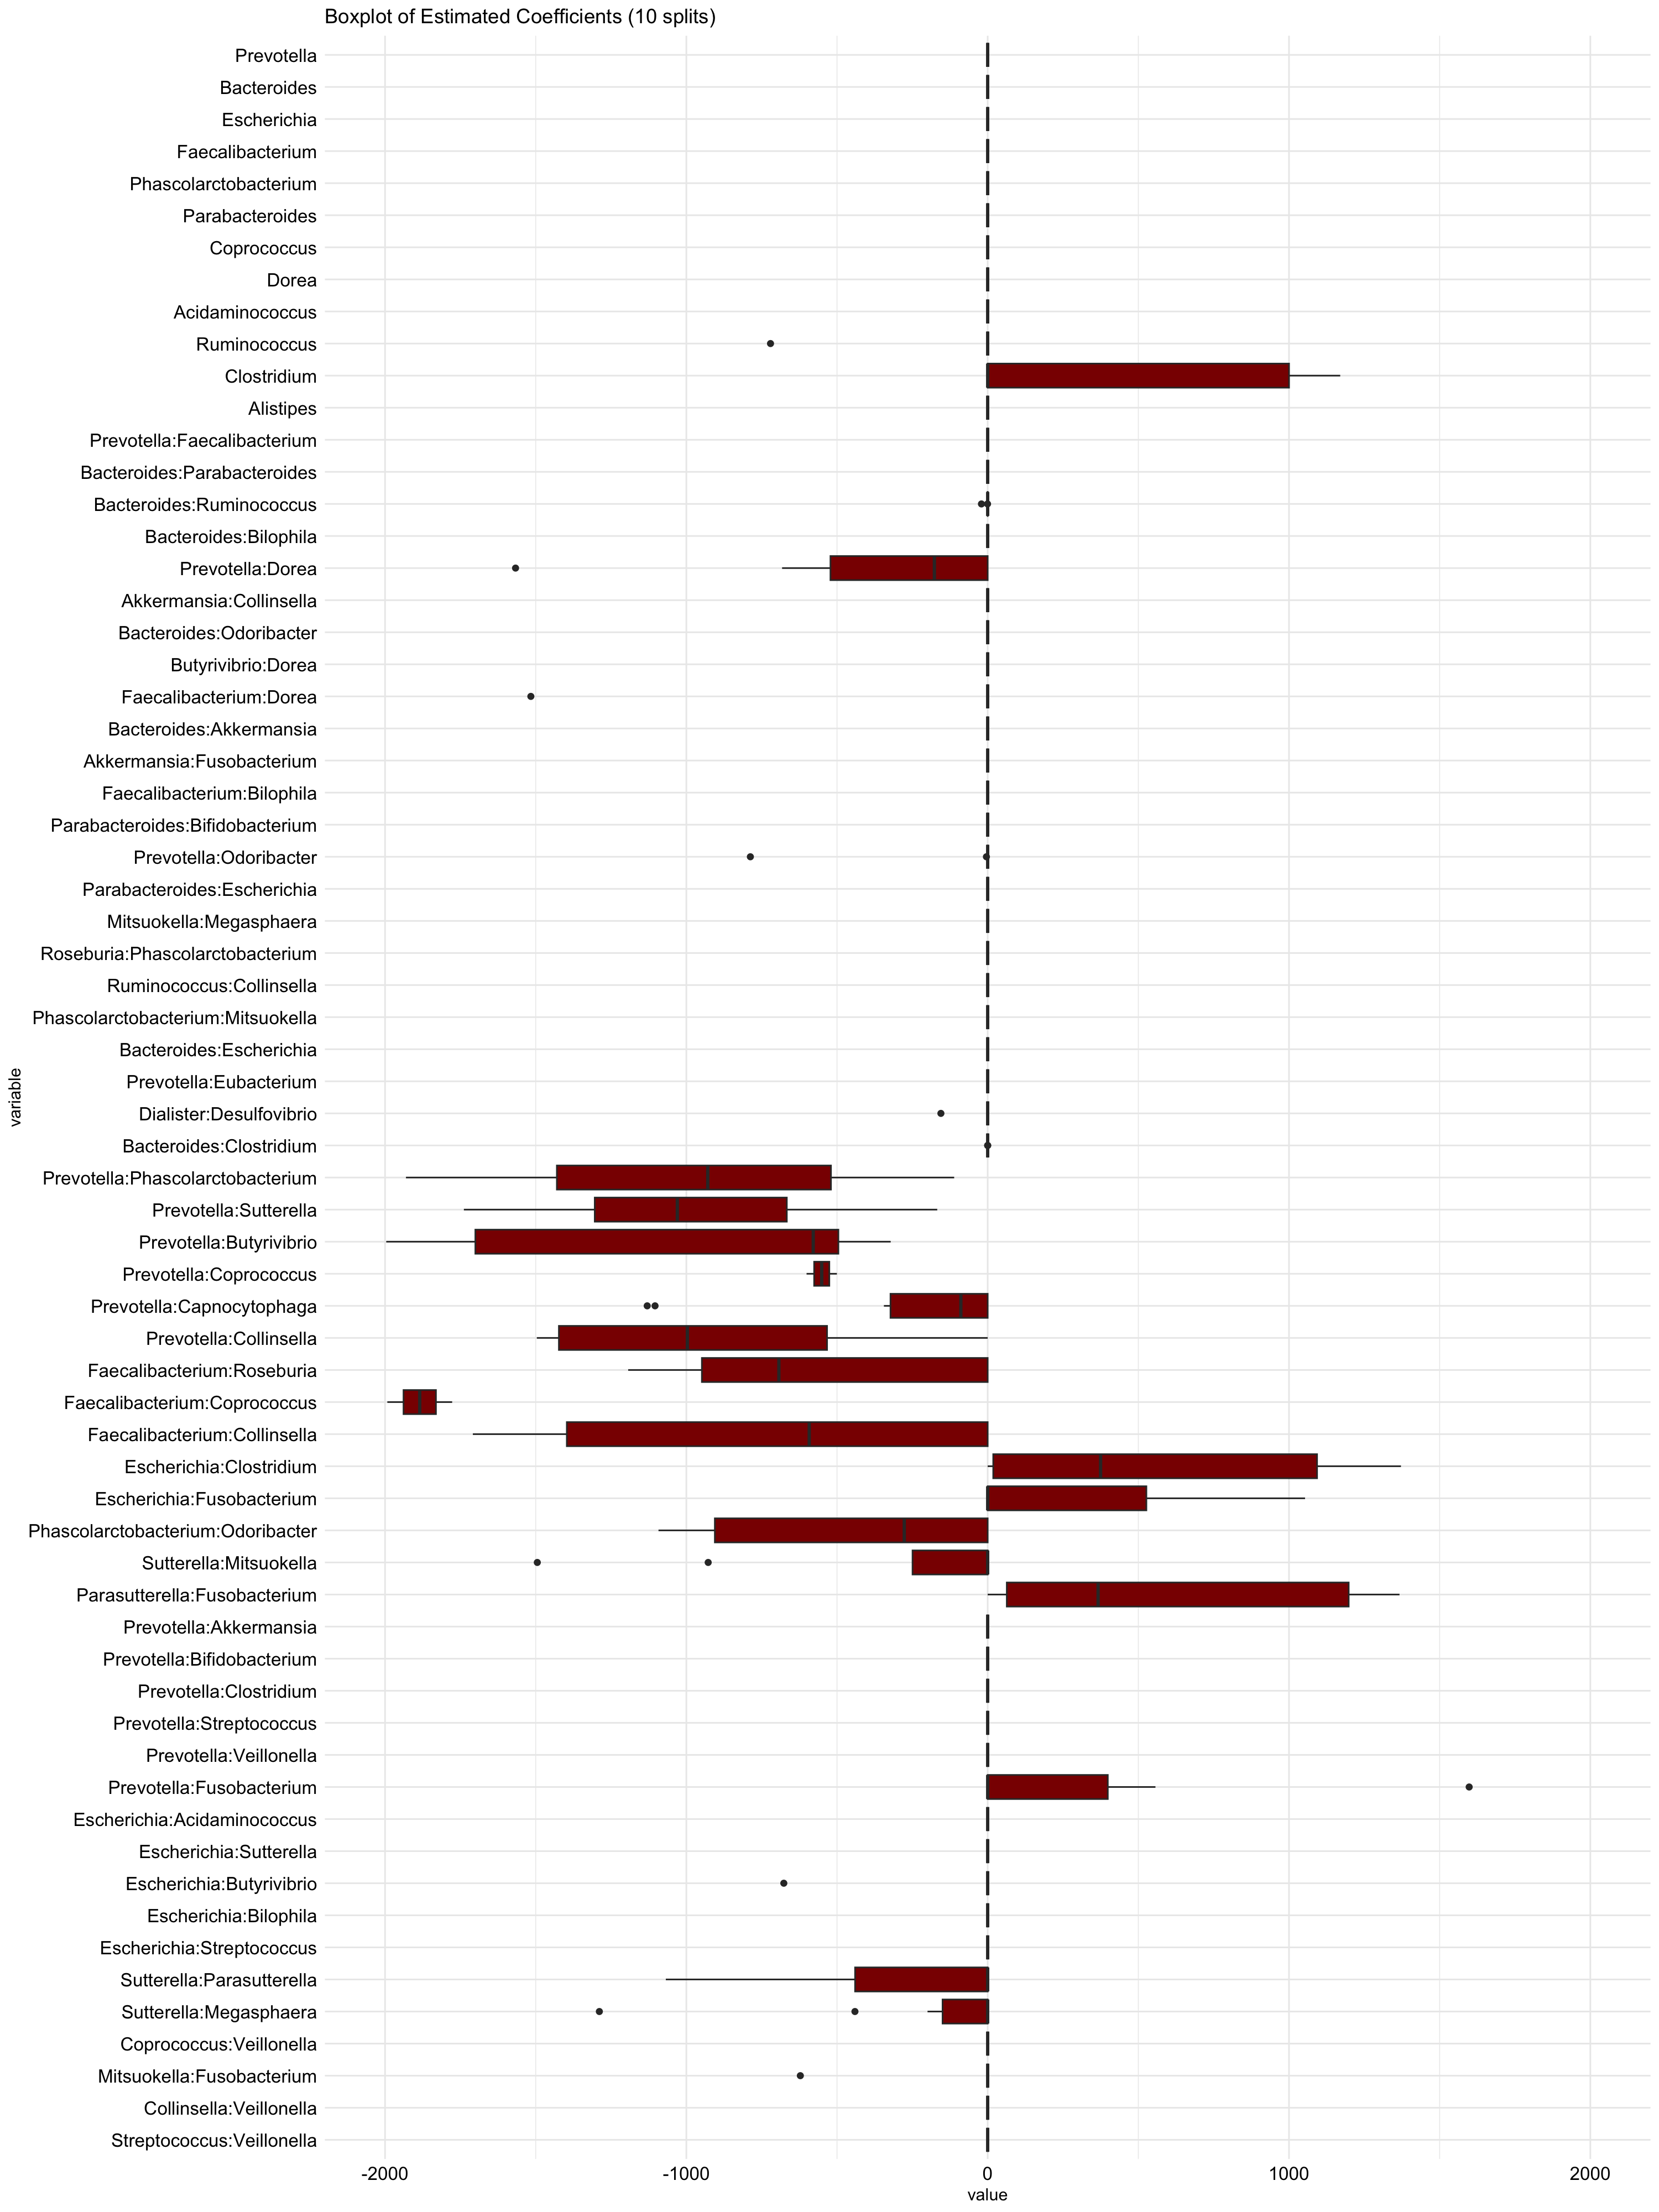 Boxplot of Estimated Coefficients (10 splits)
Prevotella
Bacteroides
Escherichia
Faecalibacterium
Phascolarctobacterium
Parabacteroides
Coprococcus
Dorea
Acidaminococcus
Ruminococcus
Clostridium
Alistipes
Prevotella:Faecalibacterium
Bacteroides:Parabacteroides
Bacteroides:Ruminococcus
Bacteroides:Bilophila
Prevotella:Dorea
Akkermansia:Collinsella
Bacteroides:Odoribacter
Butyrivibrio:Dorea
Faecalibacterium:Dorea
Bacteroides:Akkermansia
Akkermansia:Fusobacterium
Faecalibacterium:Bilophila
Parabacteroides:Bifidobacterium
Prevotella:Odoribacter
Parabacteroides:Escherichia
Mitsuokella:Megasphaera
Roseburia:Phascolarctobacterium
Ruminococcus:Collinsella
Phascolarctobacterium:Mitsuokella
Bacteroides:Escherichia
Prevotella:Eubacterium
Dialister:Desulfovibrio
Bacteroides:Clostridium
Prevotella:Phascolarctobacterium
Prevotella:Sutterella
Prevotella:Butyrivibrio
Prevotella:Coprococcus
Prevotella:Capnocytophaga
Prevotella:Collinsella
Faecalibacterium:Roseburia
Faecalibacterium:Coprococcus
Faecalibacterium:Collinsella
Escherichia:Clostridium
Escherichia:Fusobacterium
Phascolarctobacterium:Odoribacter
Sutterella:Mitsuokella
Parasutterella:Fusobacterium
Prevotella:Akkermansia
Prevotella:Bifidobacterium
Prevotella:Clostridium
Prevotella:Streptococcus
Prevotella:Veillonella
Prevotella:Fusobacterium
Escherichia:Acidaminococcus
Escherichia:Sutterella
Escherichia:Butyrivibrio
Escherichia:Bilophila
Escherichia:Streptococcus
Sutterella:Parasutterella
Sutterella:Megasphaera
Coprococcus:Veillonella
Mitsuokella:Fusobacterium
Collinsella:Veillonella
Streptococcus:Veillonella
variable
-2000 -1000 0 1000 2000
value